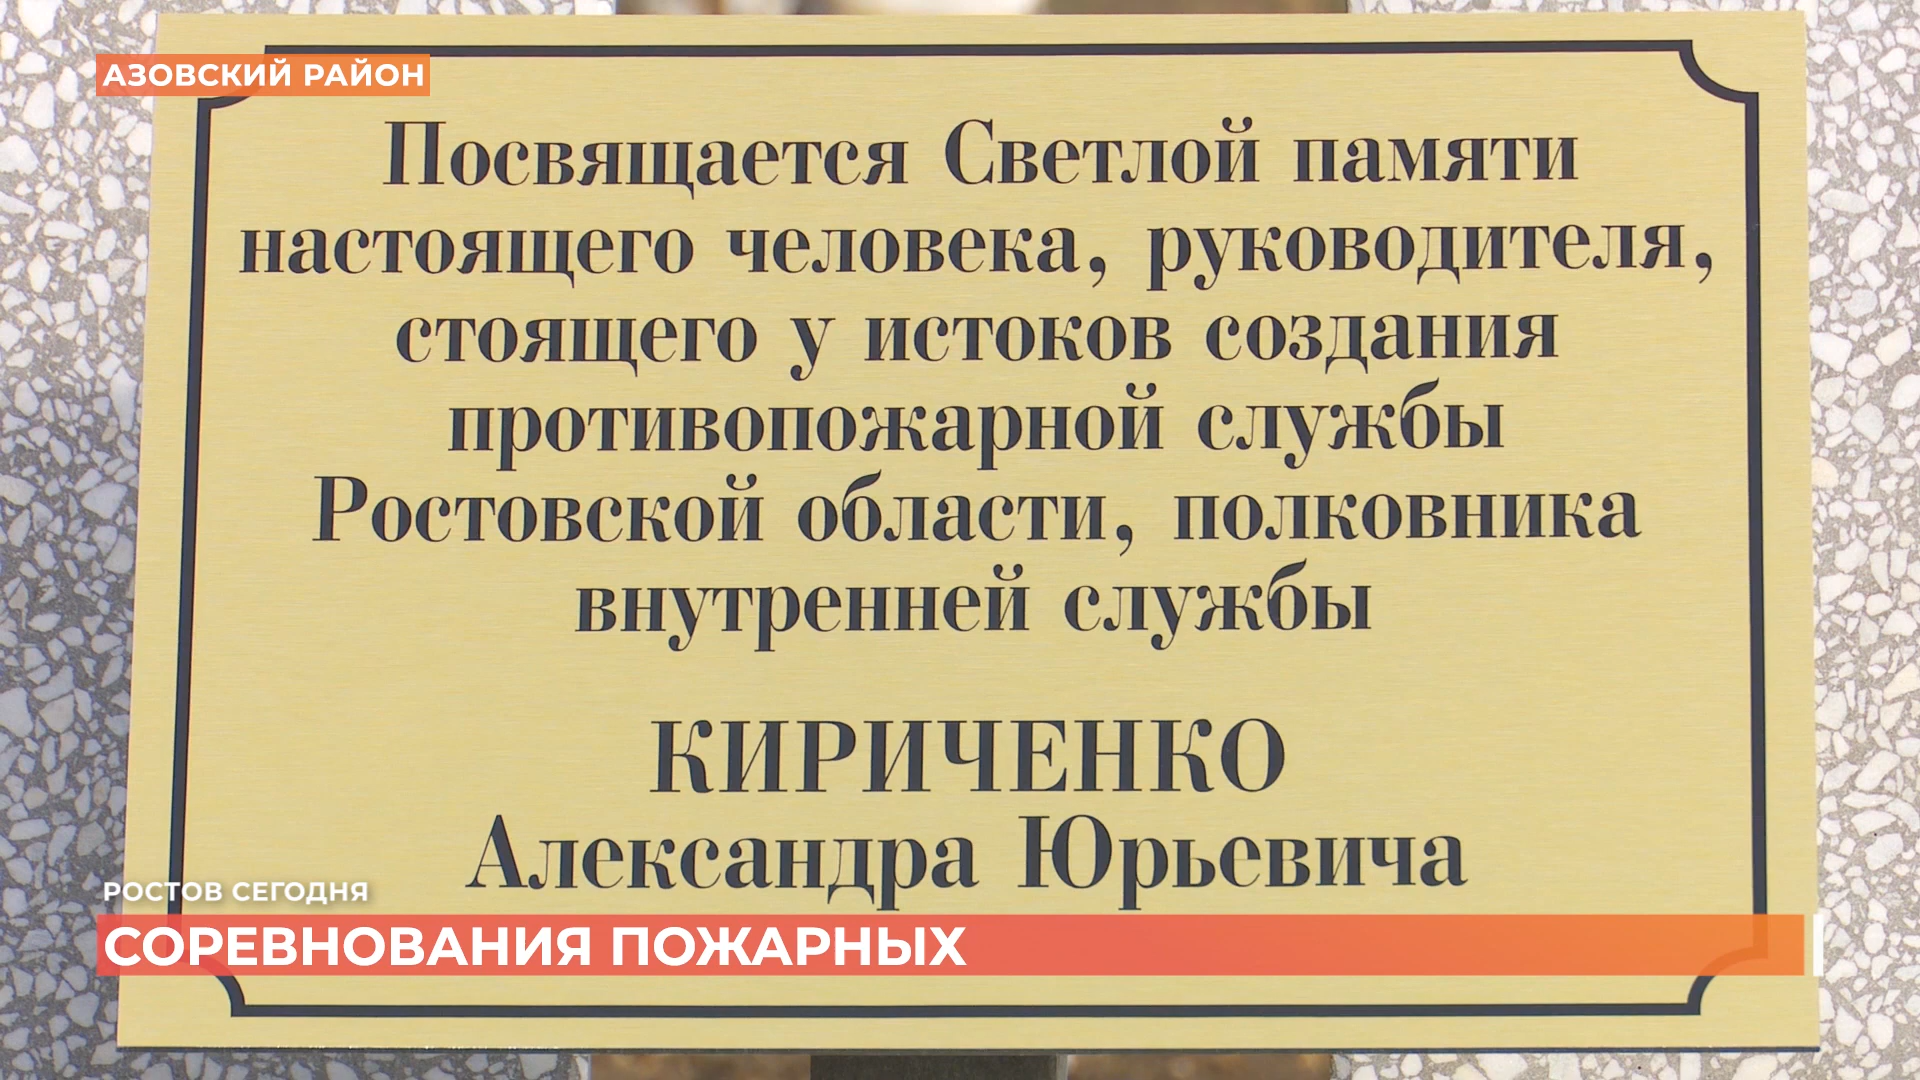 АЗОВСКИЙ РАЙОН
Посвящается Светлой памяти
настоящего человека, руководителя,
стоящего у истоков создания
противопожарной службы
Ростовской области, полковника
внутренней службы
КИРИЧЕНКО
Александра Юрьевича
РОСТОВ СЕГОДНЯ
СОРЕВНОВАНИЯ ПОЖАРНЫХ